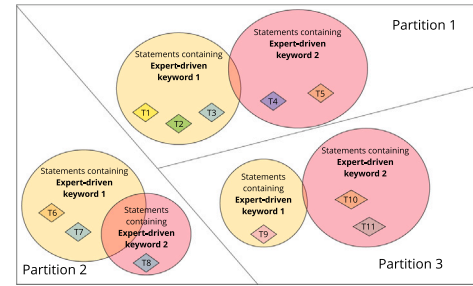 Partition 1
Statements containing
Expert-driven
keyword 1
T1
T2
T3
Statements containing
Expert-driven
keyword 2
T4
T5
Partition 2
Statements containing
Expert-driven
keyword 1
T6
T7
Statements
containing
Expert-driven
keyword 2
T8
Partition 3
Statements
containing
Expert-driven
keyword 1
T9
Statements containing
Expert-driven
keyword 2
T10
T11